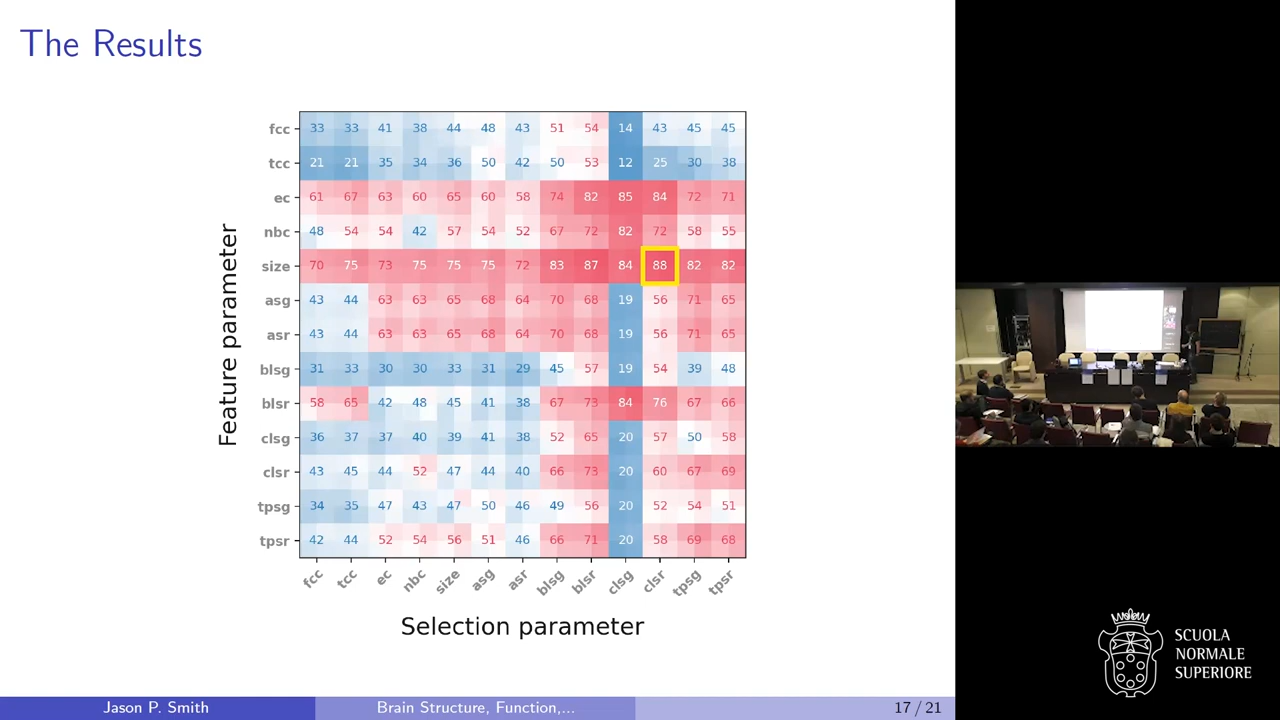 The Results
Feature parameter
fcc 33 33 41 38 44 48 43 51 54 14 43 45 45
tcc 21 21 35 34 36 50 42 50 53 12 25 30 38
ec 61 67 63 60 65 60 58 74 82 85 84 72 71
nbc 48 54 54 42 57 54 52 67 72 82 72 58 55
size 70 75 73 75 75 75 72 83 87 84 88 82 82
asg 43 44 63 63 65 68 64 70 68 19 56 71 65
asr 43 44 63 63 65 68 64 70 68 19 56 71 65
blsg 31 33 30 30 33 31 29 45 57 19 54 39 48
blsr 58 65 42 48 45 41 38 67 73 84 76 67 66
clsg 36 37 37 40 39 41 38 52 65 20 57 50 58
clsr 43 45 44 52 47 44 40 66 73 20 60 67 69
tpsg 34 35 47 43 47 50 46 49 56 20 52 54 51
tpsr 42 44 52 54 56 51 46 66 71 20 58 69 68
fcc tcc ec nbc size asg asr blsg blsr clsg clsr tpsg tpsr
Selection parameter
SCUOLA
NORMALE
SUPERIORE
Jason P. Smith Brain Structure, Function,... 17 / 21